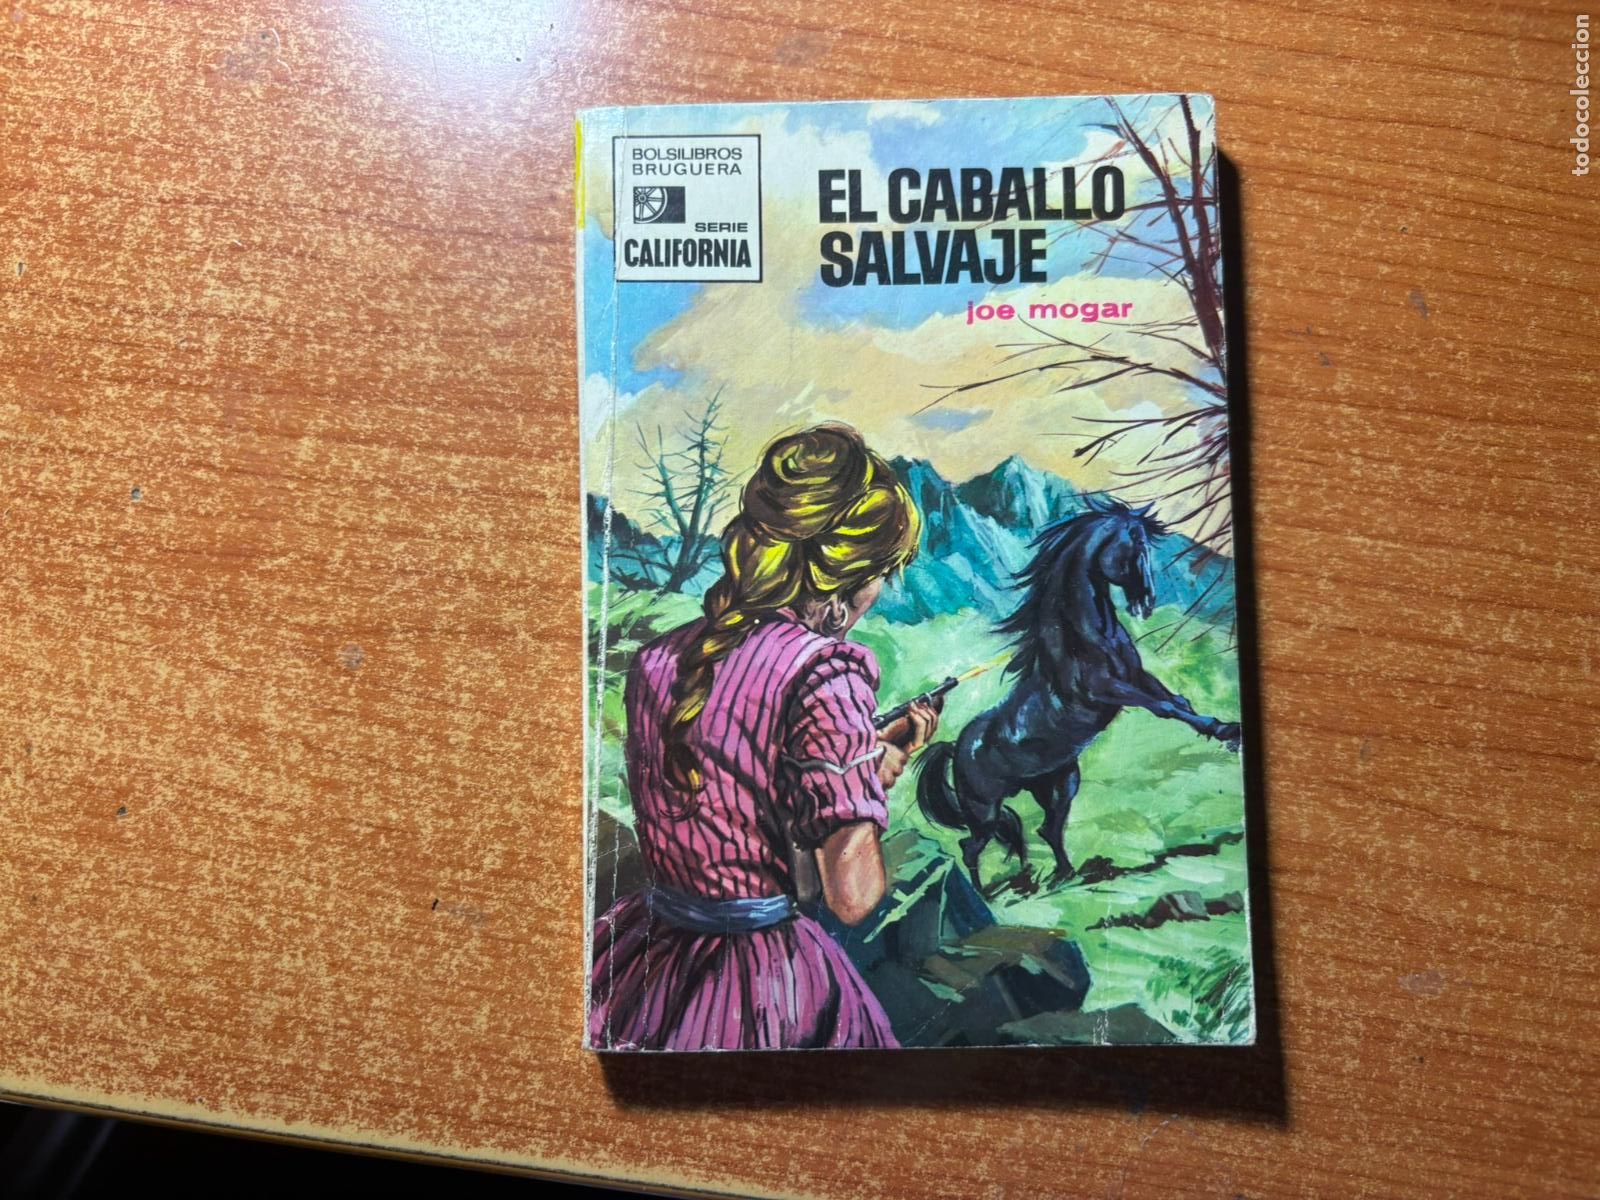 BOLSILIBROS
BRUGUERA
SERIE
CALIFORNIA
EL CABALLO
SALVAJE
joe mogar
todocoleccion